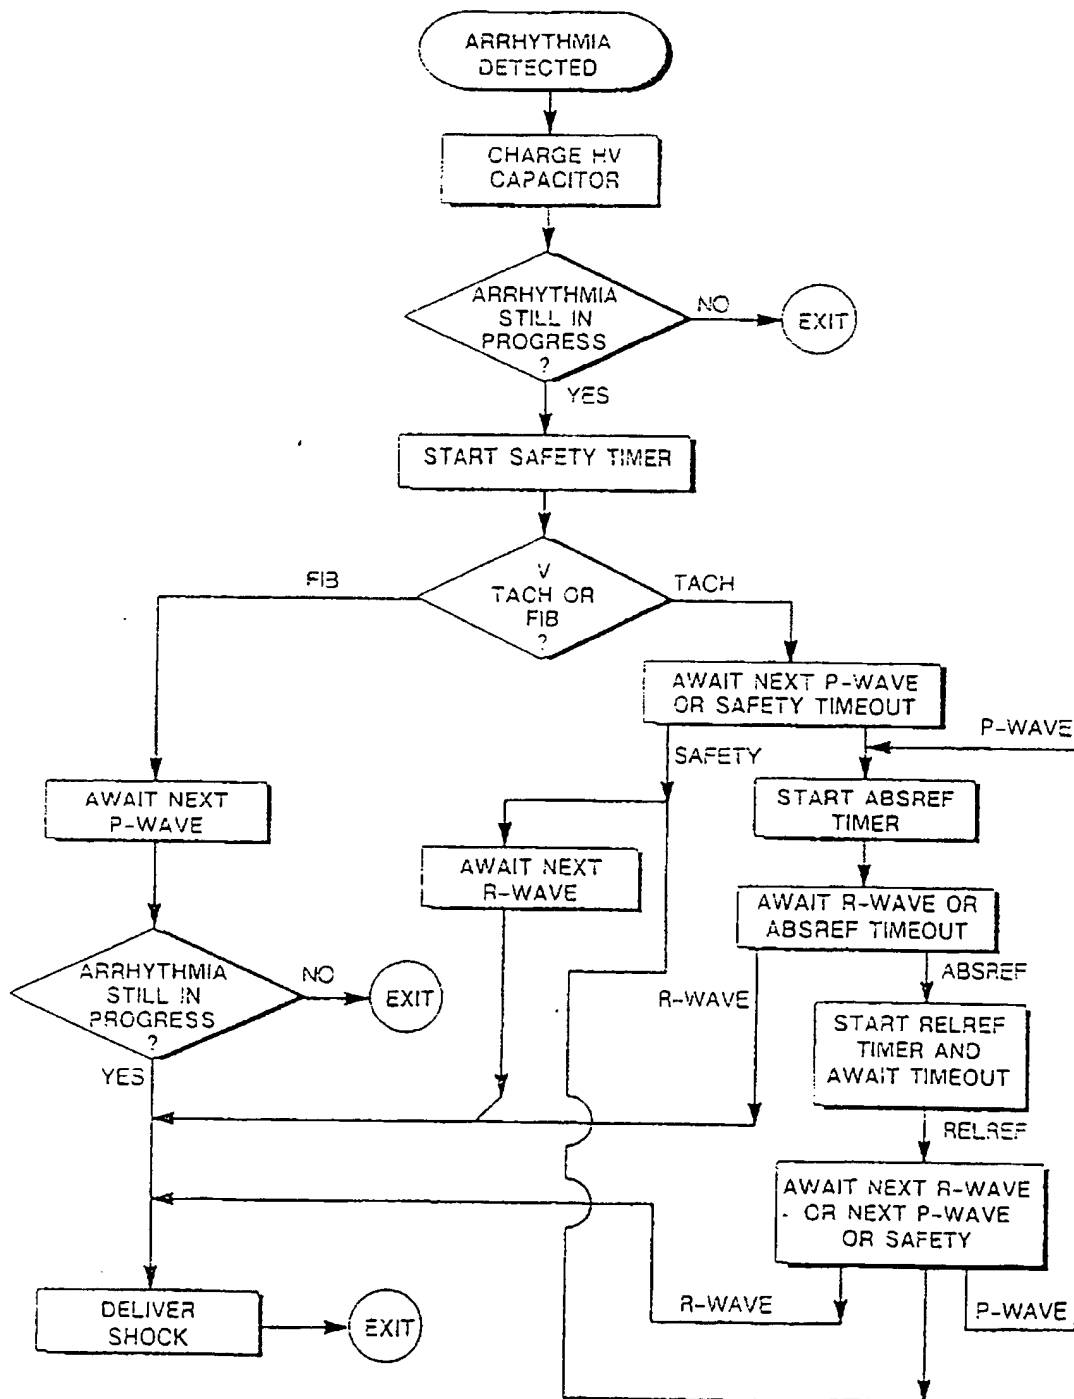 ARRHYTHMIA
DETECTED
CHARGE HV
CAPACITOR
ARRHYTHMIA
STILL IN
PROGRESS
?
NO
EXIT
YES
START SAFETY TIMER
V
TACH OR
FIB
?
FIB
TACH
AWAIT NEXT P-WAVE
OR SAFETY TIMEOUT
P-WAVE
SAFETY
AWAIT NEXT
P-WAVE
START ABSREF
TIMER
AWAIT NEXT
R-WAVE
AWAIT R-WAVE OR
ABSREF TIMEOUT
ARRHYTHMIA
STILL IN
PROGRESS
?
NO
EXIT
YES
R-WAVE
ABSREF
START RELREF
TIMER AND
AWAIT TIMEOUT
RELREF
AWAIT NEXT R-WAVE
OR NEXT P-WAVE
OR SAFETY
R-WAVE
P-WAVE
DELIVER
SHOCK
EXIT